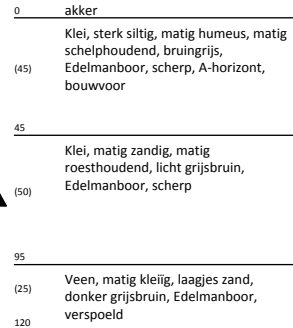 0 akker
Klei, sterk siltig, matig humeus, matig
schelphoudend, bruingrijs,
(45) Edelmanboor, scherp, A-horizont,
bouwvoor
45
Klei, matig zandig, matig
roesthoudend, licht grijsbruin,
(50) Edelmanboor, scherp
95
(25) Veen, matig kleiïg, laagjes zand,
donker grijsbruin, Edelmanboor,
120 verspoeld